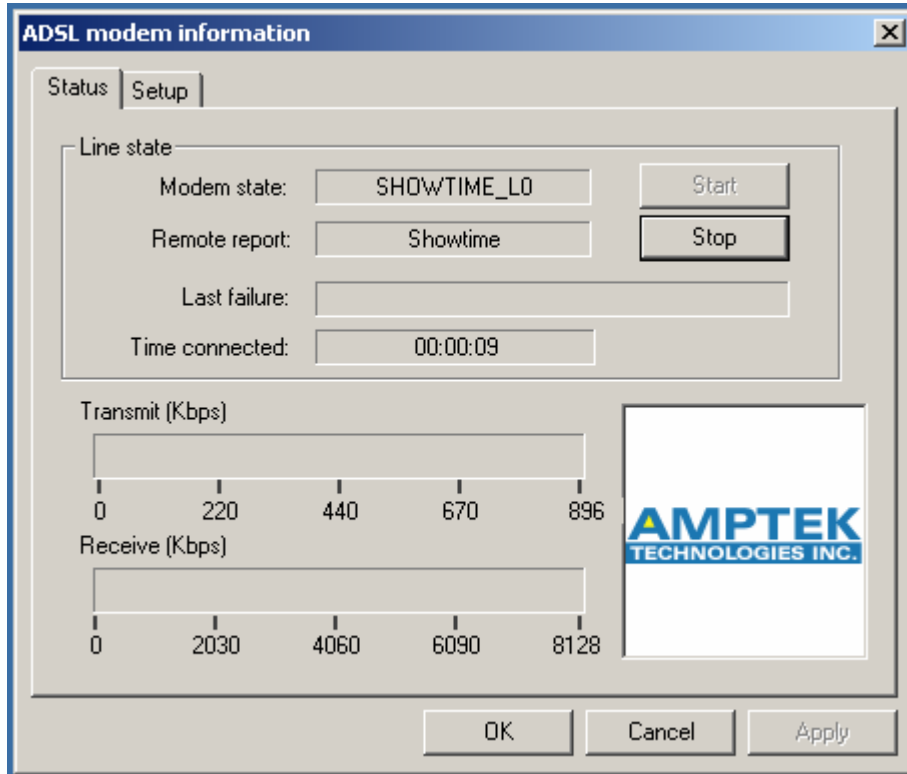 ADSL modem information
Status Setup
Line state
Modem state: SHOWTIME_L0 Start
Remote report: Showtime Stop
Last failure:
Time connected: 00:00:09
Transmit (Kbps)
0 220 440 670 896
Receive (Kbps)
0 2030 4060 6090 8128
AMPTEK
TECHNOLOGIES INC.
OK Cancel Apply